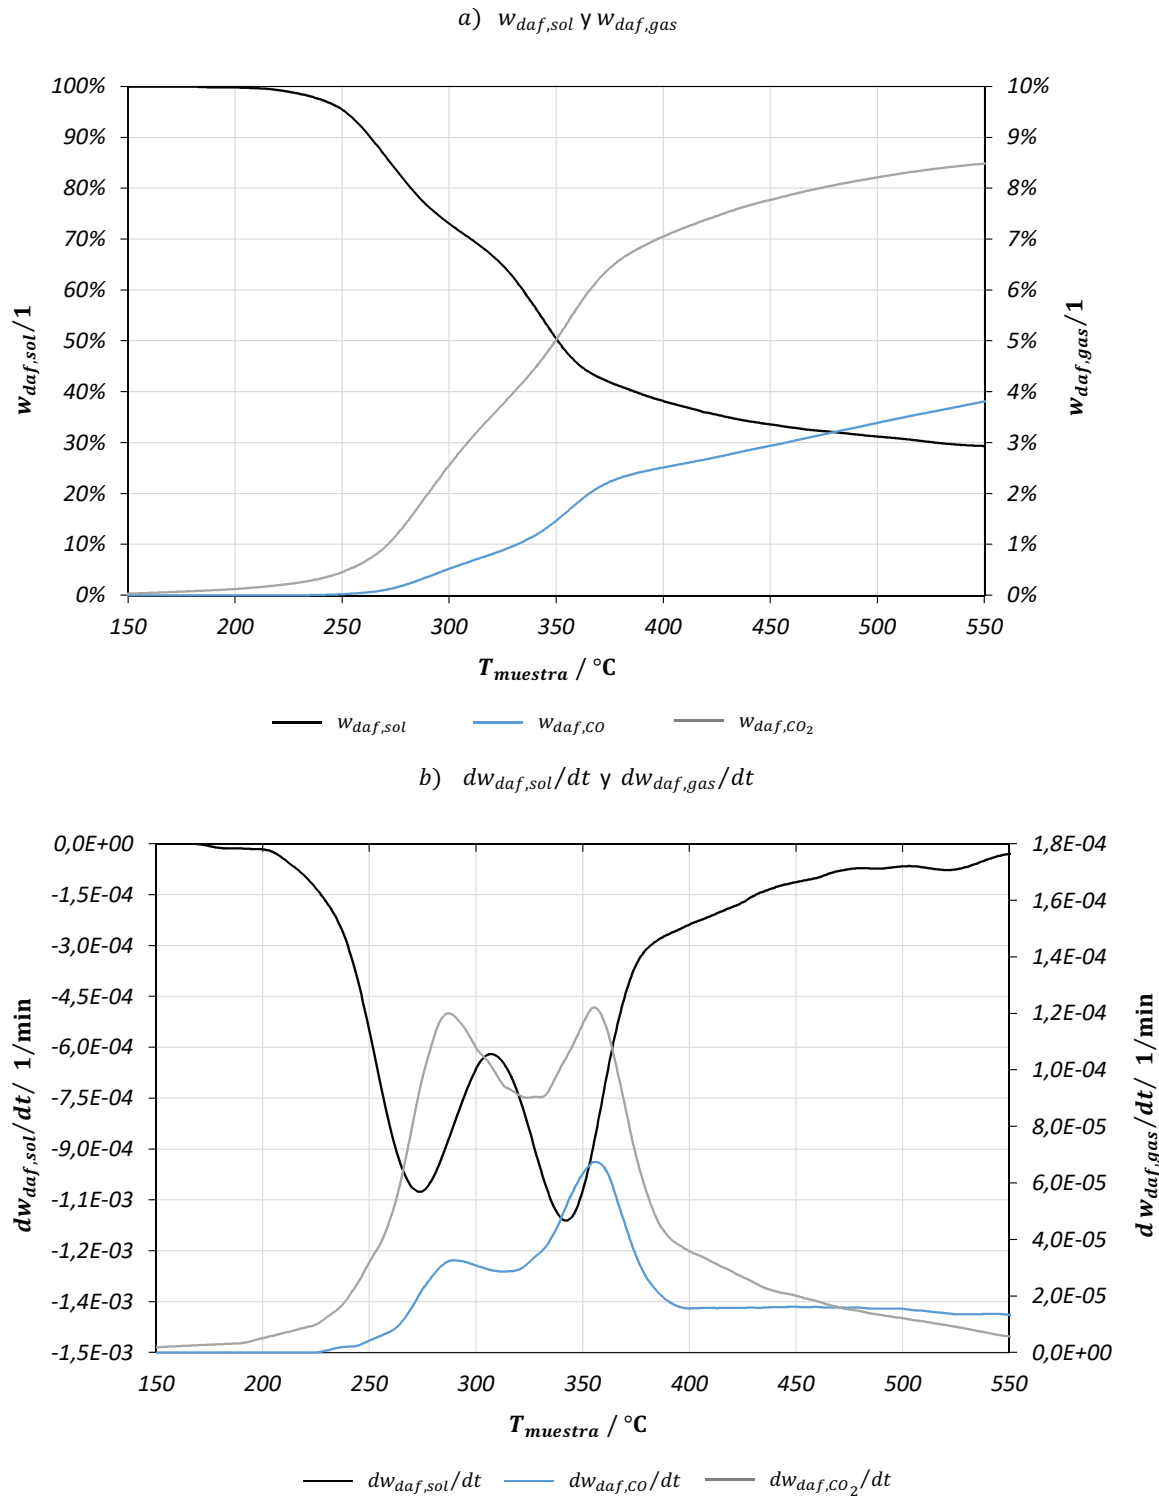 a) w_daf,sol y w_daf,gas
100% 10%
90% 9%
80% 8%
70% 7%
60% 6%
50% 5%
40% 4%
30% 3%
20% 2%
10% 1%
0% 0%
w_daf,sol/1
w_daf,gas/1
150 200 250 300 350 400 450 500 550
T_muestra / °C
w_daf,sol w_daf,CO w_daf,CO₂
b) dw_daf,sol/dt y dw_daf,gas/dt
0,0E+00 1,8E-04
-1,5E-04 1,6E-04
-3,0E-04 1,4E-04
-4,5E-04 1,2E-04
-6,0E-04 1,0E-04
-7,5E-04 8,0E-05
-9,0E-04 6,0E-05
-1,1E-03 4,0E-05
-1,2E-03 2,0E-05
-1,4E-03 0,0E+00
-1,5E-03
dw_daf,sol/dt/ 1/min
dw_daf,gas/dt/ 1/min
150 200 250 300 350 400 450 500 550
T_muestra / °C
dw_daf,sol/dt dw_daf,CO/dt dw_daf,CO₂/dt